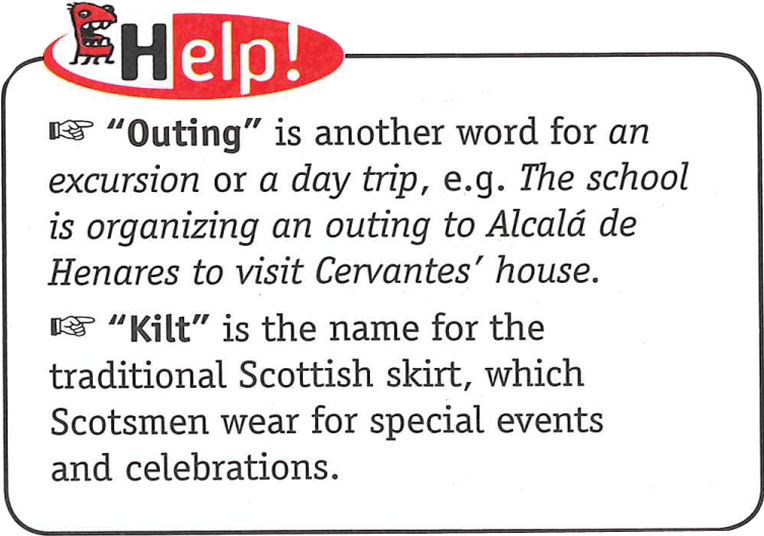 Help!
☞ “Outing” is another word for an
excursion or a day trip, e.g. The school
is organizing an outing to Alcalá de
Henares to visit Cervantes’ house.
☞ “Kilt” is the name for the
traditional Scottish skirt, which
Scotsmen wear for special events
and celebrations.